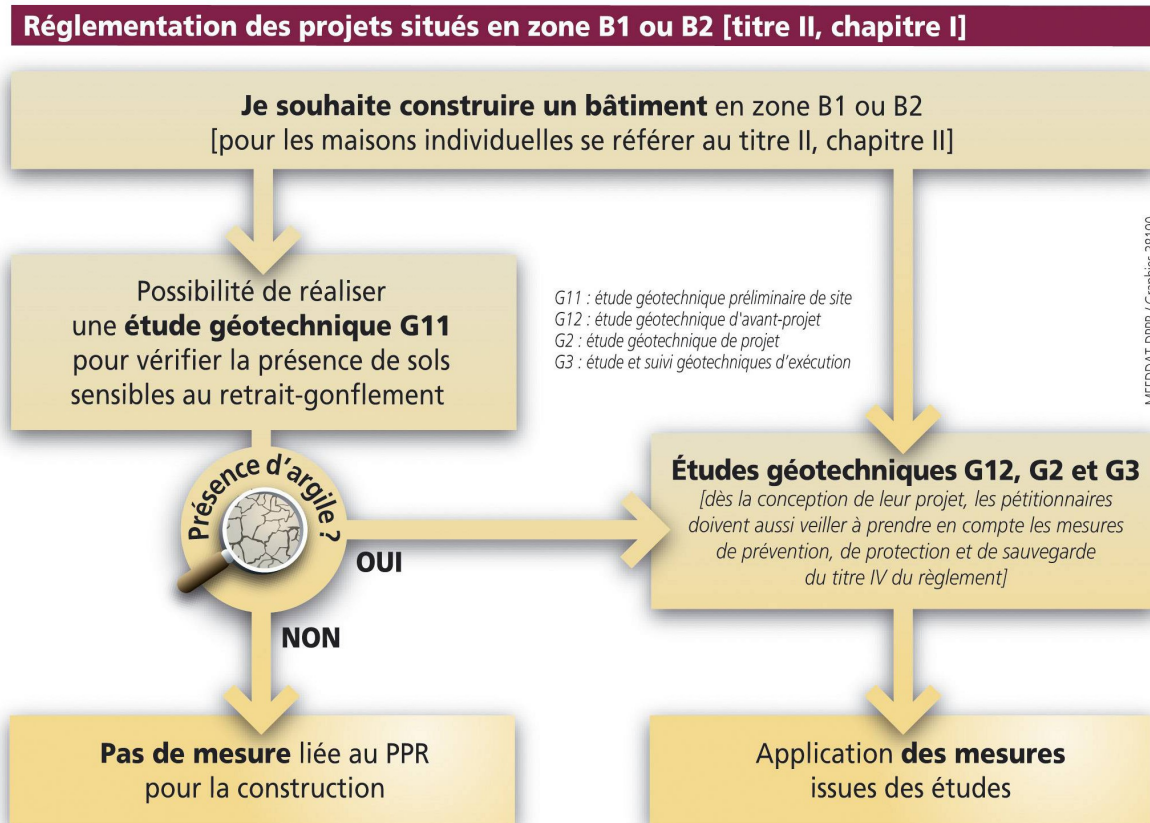 Réglementation des projets situés en zone B1 ou B2 [titre II, chapitre I]
Je souhaite construire un bâtiment en zone B1 ou B2
[pour les maisons individuelles se référer au titre II, chapitre II]
Possibilité de réaliser
une étude géotechnique G11
pour vérifier la présence de sols
sensibles au retrait-gonflement
G11 : étude géotechnique préliminaire de site
G12 : étude géotechnique d'avant-projet
G2 : étude géotechnique de projet
G3 : étude et suivi géotechniques d’exécution
Présence d’argile ?
OUI
NON
Études géotechniques G12, G2 et G3
[dès la conception de leur projet, les pétitionnaires
doivent aussi veiller à prendre en compte les mesures
de prévention, de protection et de sauvegarde
du titre IV du règlement]
Pas de mesure liée au PPR
pour la construction
Application des mesures
issues des études